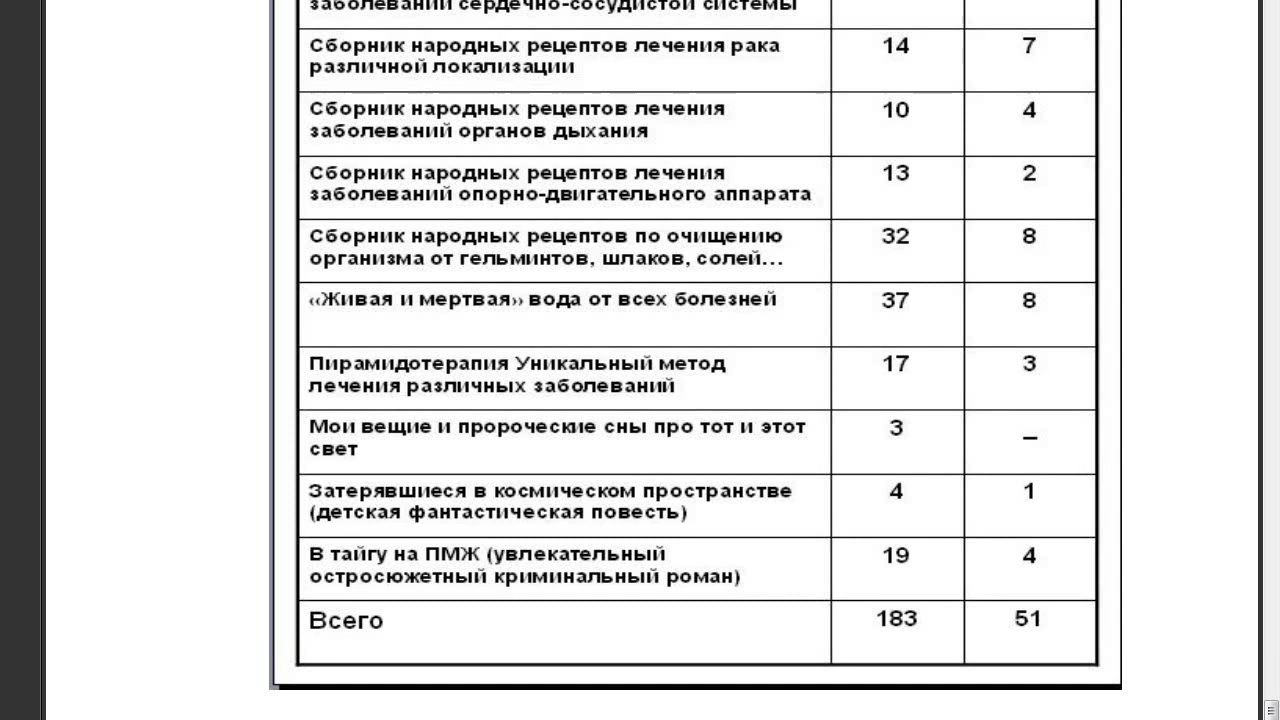 заболеваний сердечно-сосудистой системы
Сборник народных рецептов лечения рака 14 7
различной локализации
Сборник народных рецептов лечения 10 4
заболеваний органов дыхания
Сборник народных рецептов лечения 13 2
заболеваний опорно-двигательного аппарата
Сборник народных рецептов по очищению 32 8
организма от гельминтов, шлаков, солей...
«Живая и мертвая» вода от всех болезней 37 8
Пирамидотерапия Уникальный метод 17 3
лечения различных заболеваний
Мои вещие и пророческие сны про тот и этот 3 –
свет
Затерявшиеся в космическом пространстве 4 1
(детская фантастическая повесть)
В тайгу на ПМЖ (увлекательный 19 4
остросюжетный криминальный роман)
Всего 183 51